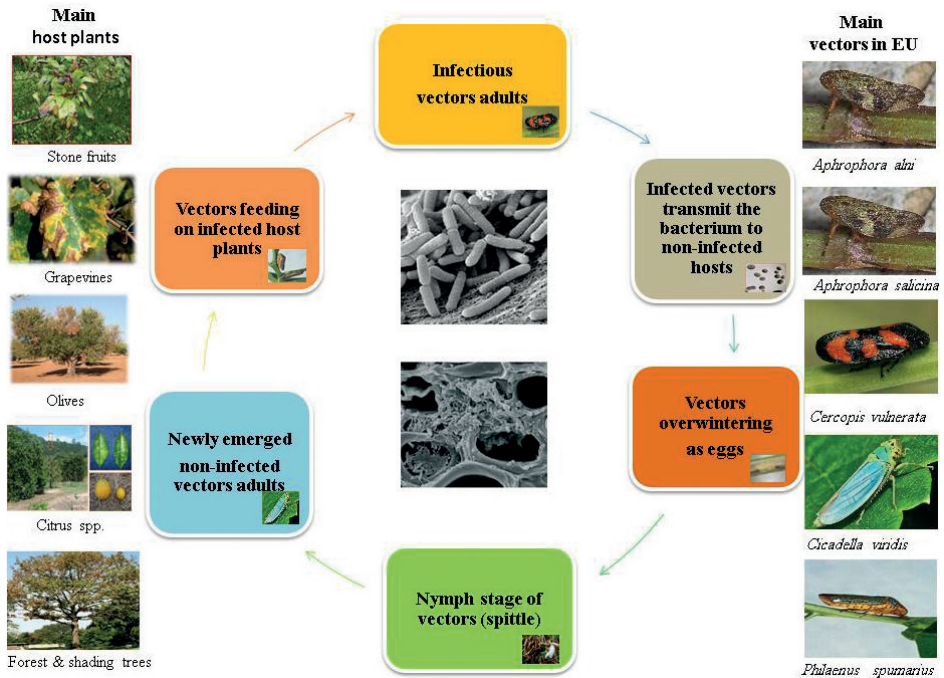 Main
host plants
Stone fruits
Grapevines
Olives
Citrus spp.
Forest & shading trees
Infectious
vectors adults
Infected vectors
transmit the
bacterium to
non-infected
hosts
Vectors
overwintering
as eggs
Nymph stage of
vectors (spittle)
Newly emerged
non-infected
vectors adults
Vectors feeding
on infected host
plants
Main
vectors in EU
Aphrophora alni
Aphrophora salicina
Cercopis vulnerata
Cicadella viridis
Philaenus spumarius